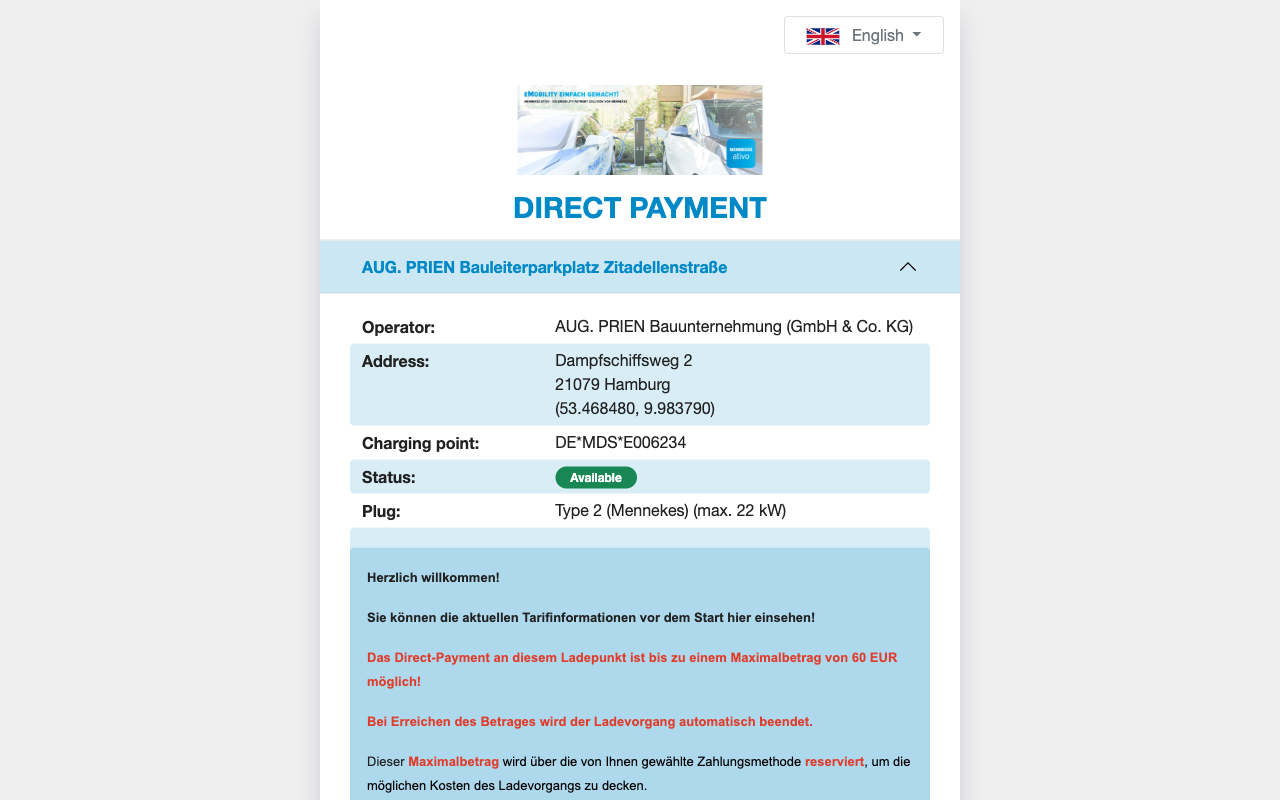 English
eMOBILITY EINFACH GEMACHT!
MENNEKES
ativo
DIRECT PAYMENT
AUG. PRIEN Bauleiterparkplatz Zitadellenstraße
Operator: AUG. PRIEN Bauunternehmung (GmbH & Co. KG)
Address: Dampfschiffsweg 2
21079 Hamburg
(53.468480, 9.983790)
Charging point: DE*MDS*E006234
Status: Available
Plug: Type 2 (Mennekes) (max. 22 kW)
Herzlich willkommen!
Sie können die aktuellen Tarifinformationen vor dem Start hier einsehen!
Das Direct-Payment an diesem Ladepunkt ist bis zu einem Maximalbetrag von 60 EUR
möglich!
Bei Erreichen des Betrages wird der Ladevorgang automatisch beendet.
Dieser Maximalbetrag wird über die von Ihnen gewählte Zahlungsmethode reserviert, um die
möglichen Kosten des Ladevorgangs zu decken.